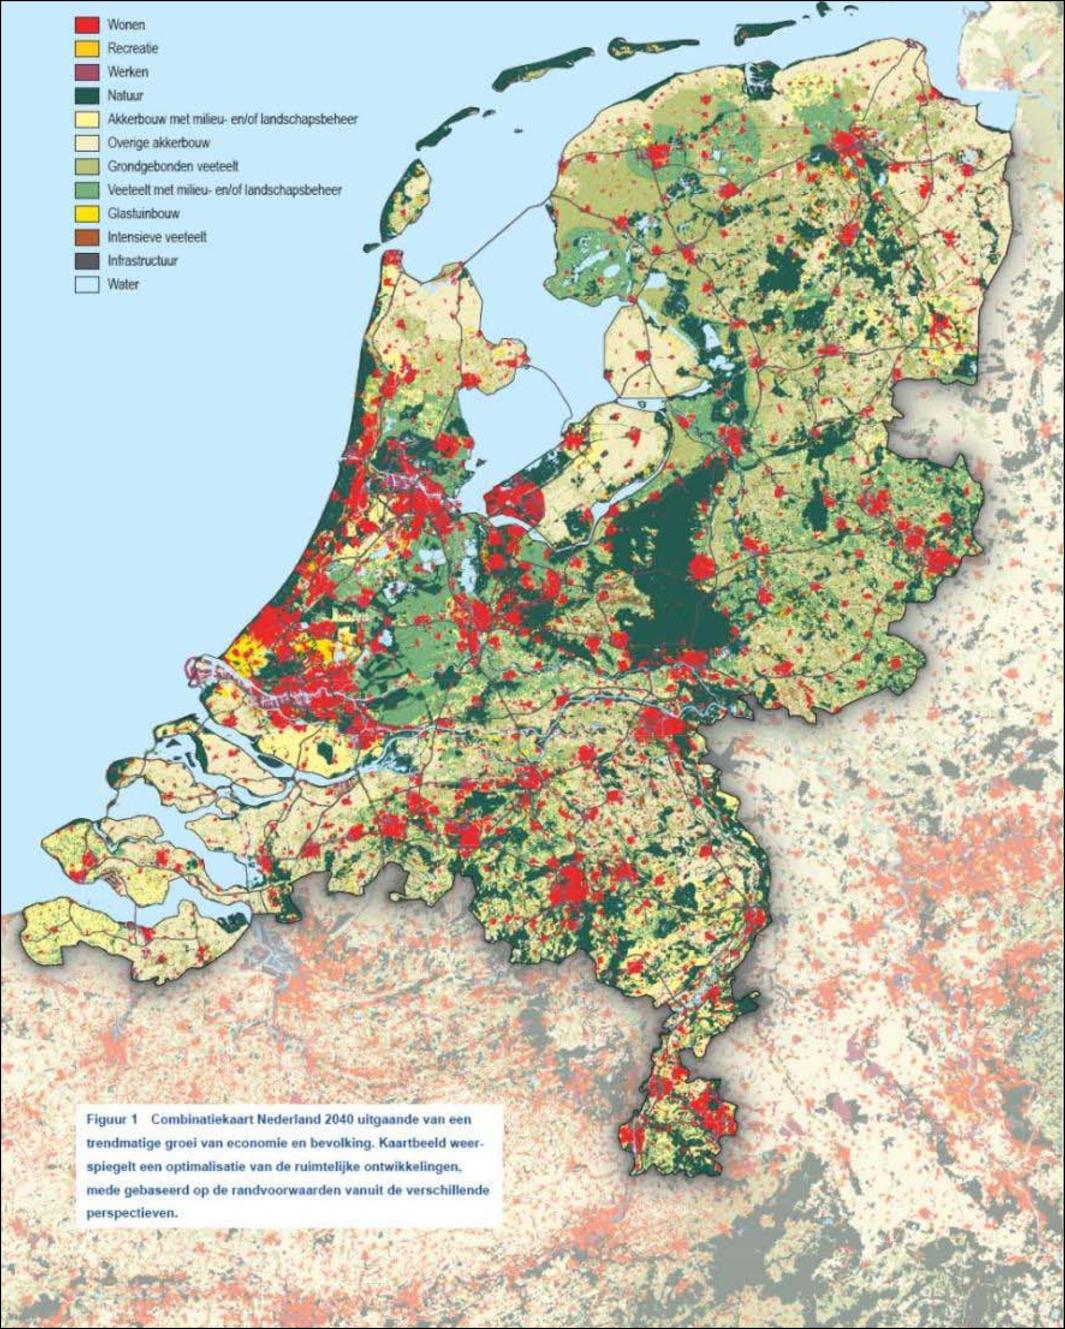 Wonen
Recreatie
Werken
Natuur
Akkerbouw met milieu- en/of landschapsbeheer
Overige akkerbouw
Grondgebonden veeteelt
Veeteelt met milieu- en/of landschapsbeheer
Glastuinbouw
Intensieve veeteelt
Infrastructuur
Water
Figuur 1 Combinatiekaart Nederland 2040 uitgaande van een
trendmatige groei van economie en bevolking. Kaartbeeld weer-
spiegelt een optimalisatie van de ruimtelijke ontwikkelingen,
mede gebaseerd op de randvoorwaarden vanuit de verschillende
perspectieven.